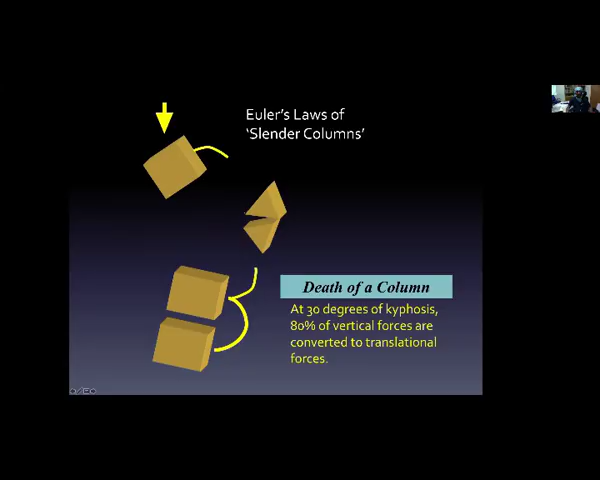 Euler's Laws of
'Slender Columns'
Death of a Column
At 30 degrees of kyphosis,
80% of vertical forces are
converted to translational
forces.